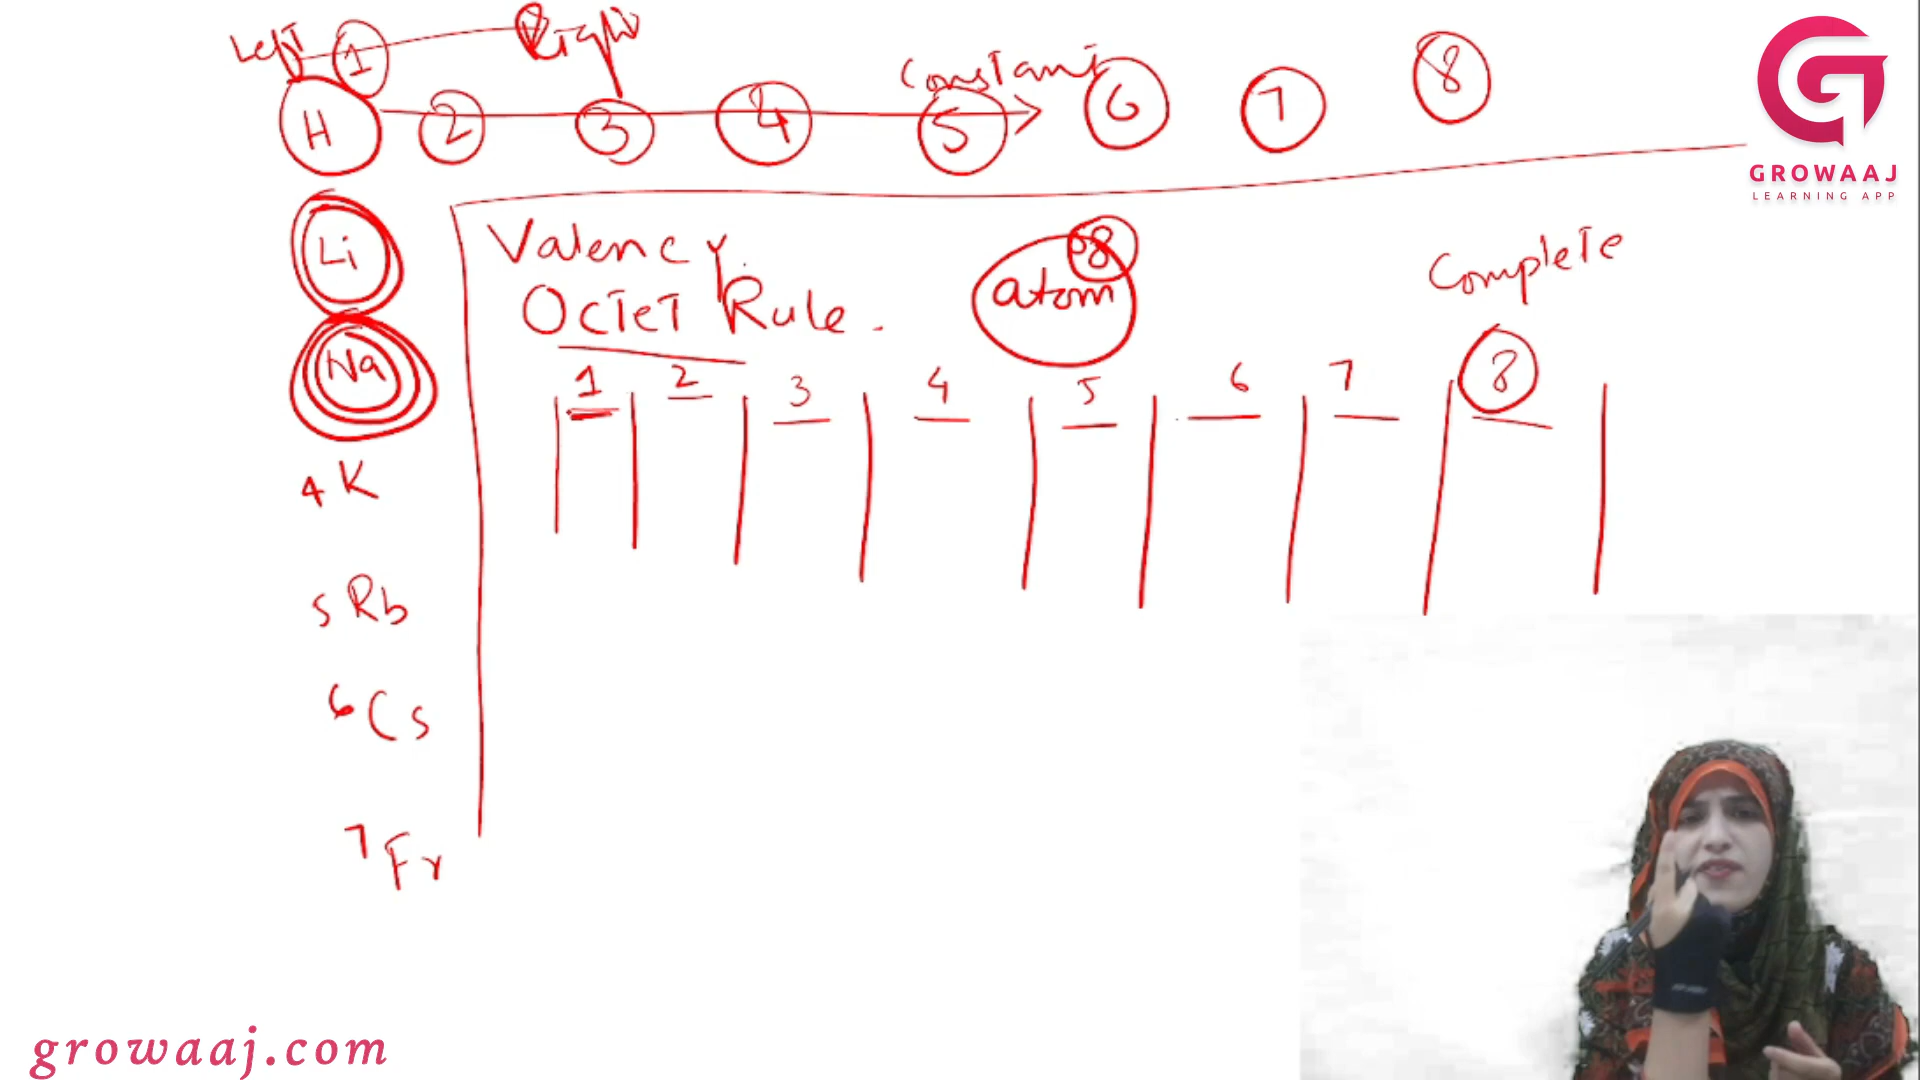 Left 1 Right
H 2 3 4 Constant 5 6 7 8
GROWAAJ
LEARNING APP
Li
Valency
Octet Rule.
atom 8
Complete
Na
1 2 3 4 5 6 7 8
4 K
5 Rb
6 Cs
7 Fr
growaaj.com